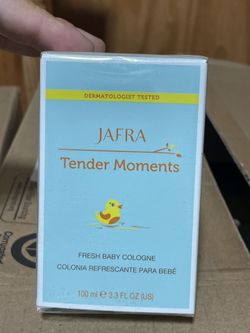 DERMATOLOGIST TESTED
JAFRA
Tender Moments
FRESH BABY COLOGNE
COLONIA REFRESCANTE PARA BEBÉ
100 ml ℮ 3.3 FL OZ (US)